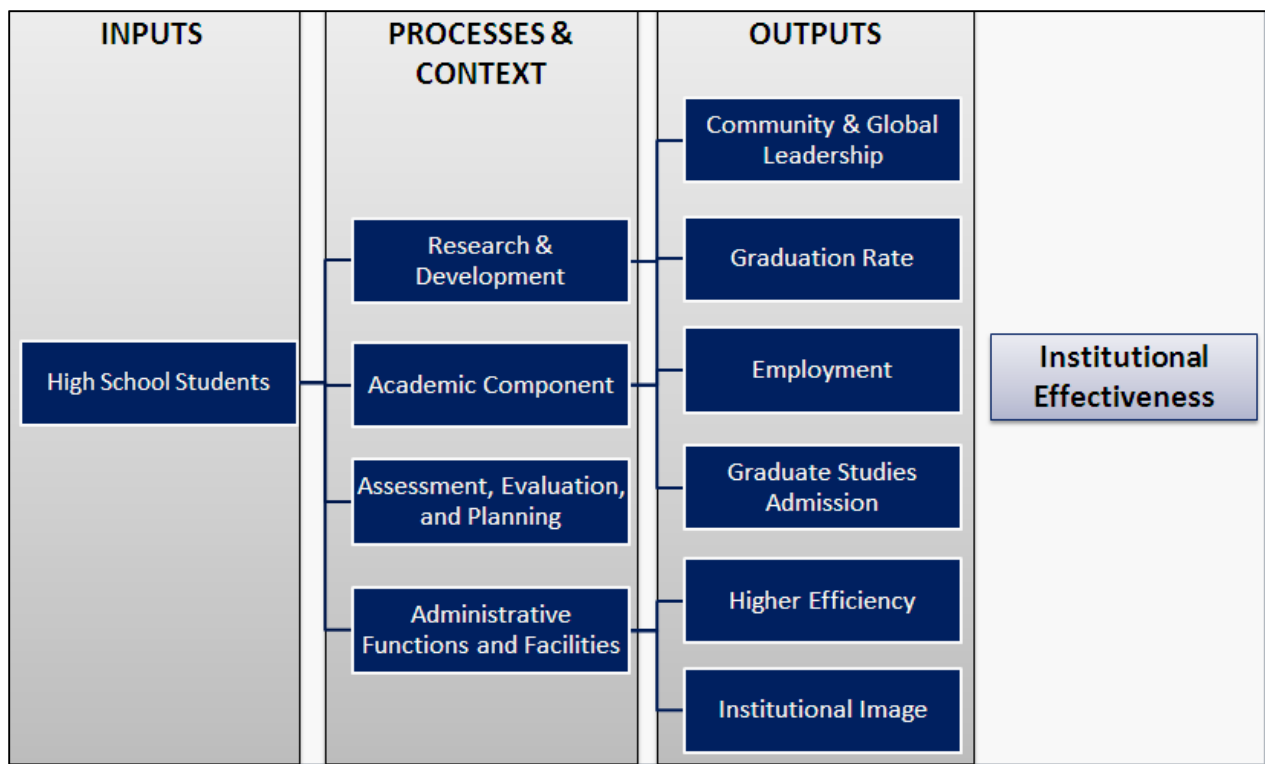 INPUTS
PROCESSES &
CONTEXT
OUTPUTS
High School Students
Research &
Development
Academic Component
Assessment, Evaluation,
and Planning
Administrative
Functions and Facilities
Community & Global
Leadership
Graduation Rate
Employment
Graduate Studies
Admission
Higher Efficiency
Institutional Image
Institutional
Effectiveness